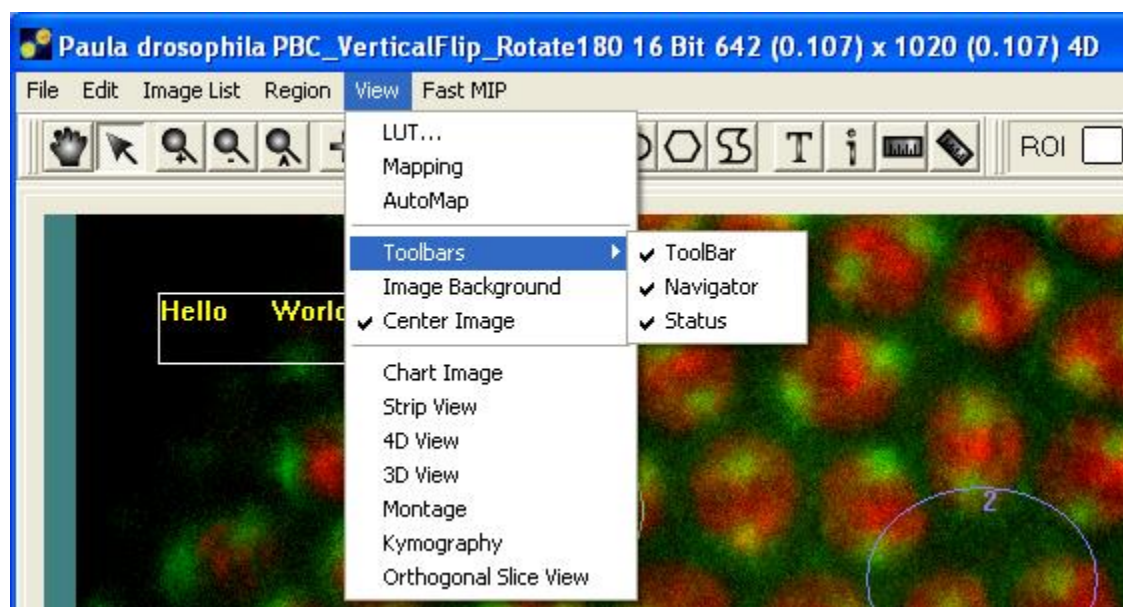 Paula drosophila PBC_VerticalFlip_Rotate180 16 Bit 642 (0.107) x 1020 (0.107) 4D
File Edit Image List Region View Fast MIP
T i ROI
LUT...
Mapping
AutoMap
Toolbars
ToolBar
Image Background
Navigator
Center Image
Status
Hello
Chart Image
Strip View
4D View
3D View
Montage
Kymography
Orthogonal Slice View
2